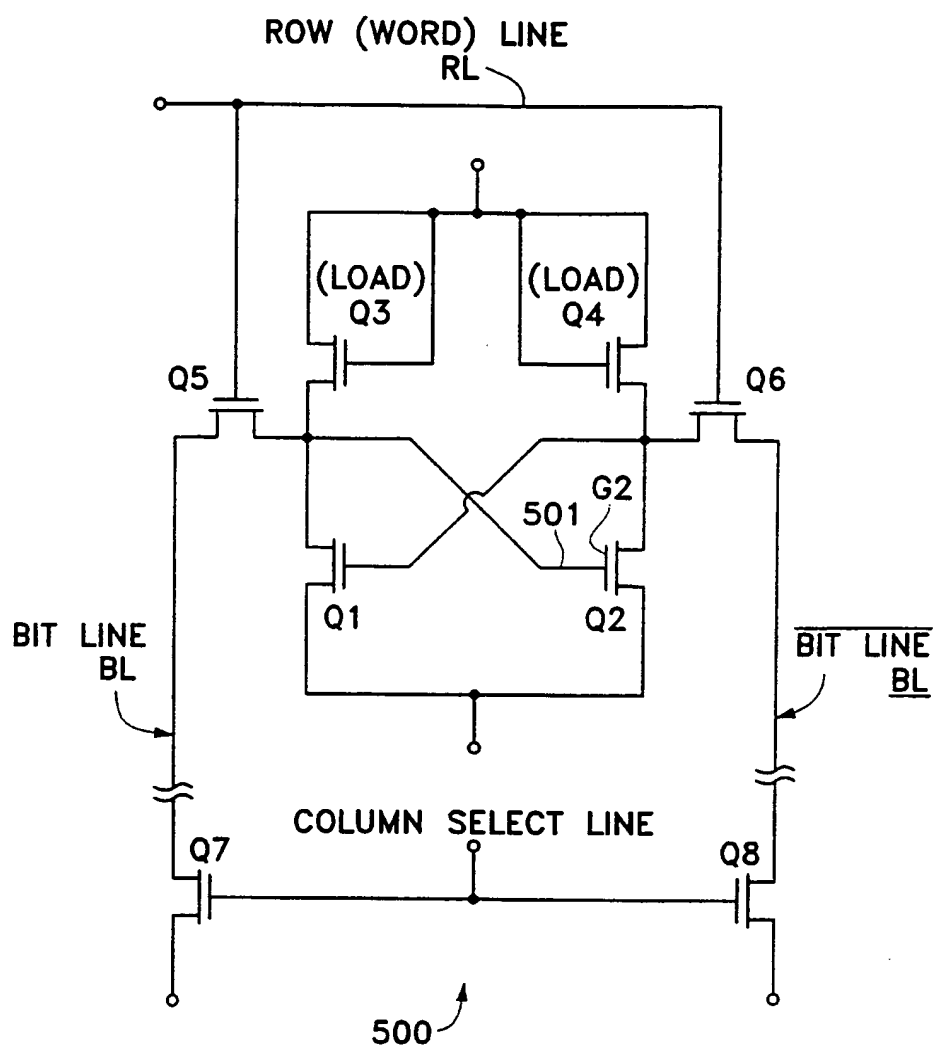 ROW (WORD) LINE
RL
(LOAD)
Q3
(LOAD)
Q4
Q5
Q6
G2
501
Q1
Q2
BIT LINE
BL
BIT LINE
BL
COLUMN SELECT LINE
Q7
Q8
500